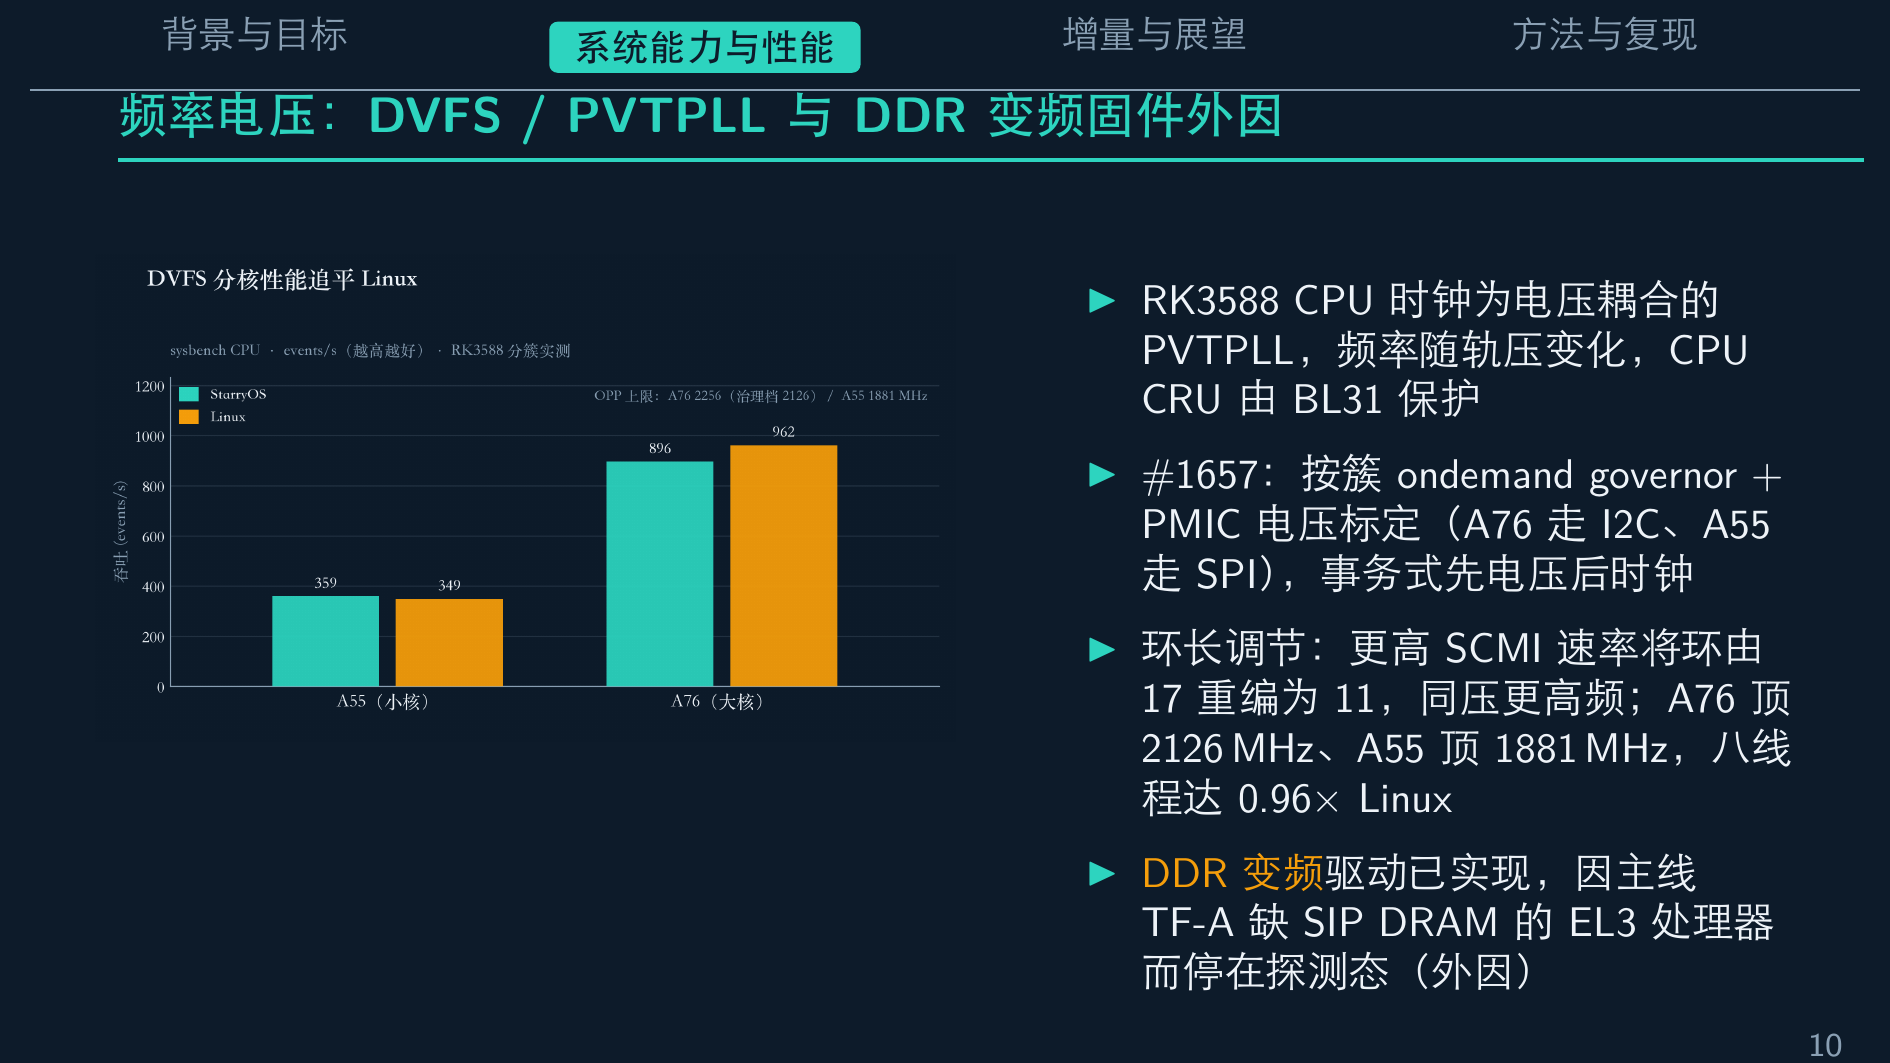 背景与目标
系统能力与性能
增量与展望
方法与复现
频率电压：DVFS / PVTPLL 与 DDR 变频固件外因
DVFS 分核性能追平 Linux
sysbench CPU · events/s（越高越好） · RK3588 分簇实测
StarryOS
Linux
OPP 上限：A76 2256（治理档 2126） / A55 1881 MHz
吞吐 (events/s)
1200
1000
800
600
400
200
0
359
349
896
962
A55（小核）
A76（大核）
RK3588 CPU 时钟为电压耦合的
PVTPLL，频率随轨压变化，CPU
CRU 由 BL31 保护
#1657：按簇 ondemand governor +
PMIC 电压标定（A76 走 I2C、A55
走 SPI），事务式先电压后时钟
环长调节：更高 SCMI 速率将环由
17 重编为 11，同压更高频；A76 顶
2126 MHz、A55 顶 1881 MHz，八线
程达 0.96× Linux
DDR 变频驱动已实现，因主线
TF-A 缺 SIP DRAM 的 EL3 处理器
而停在探测态（外因）
10